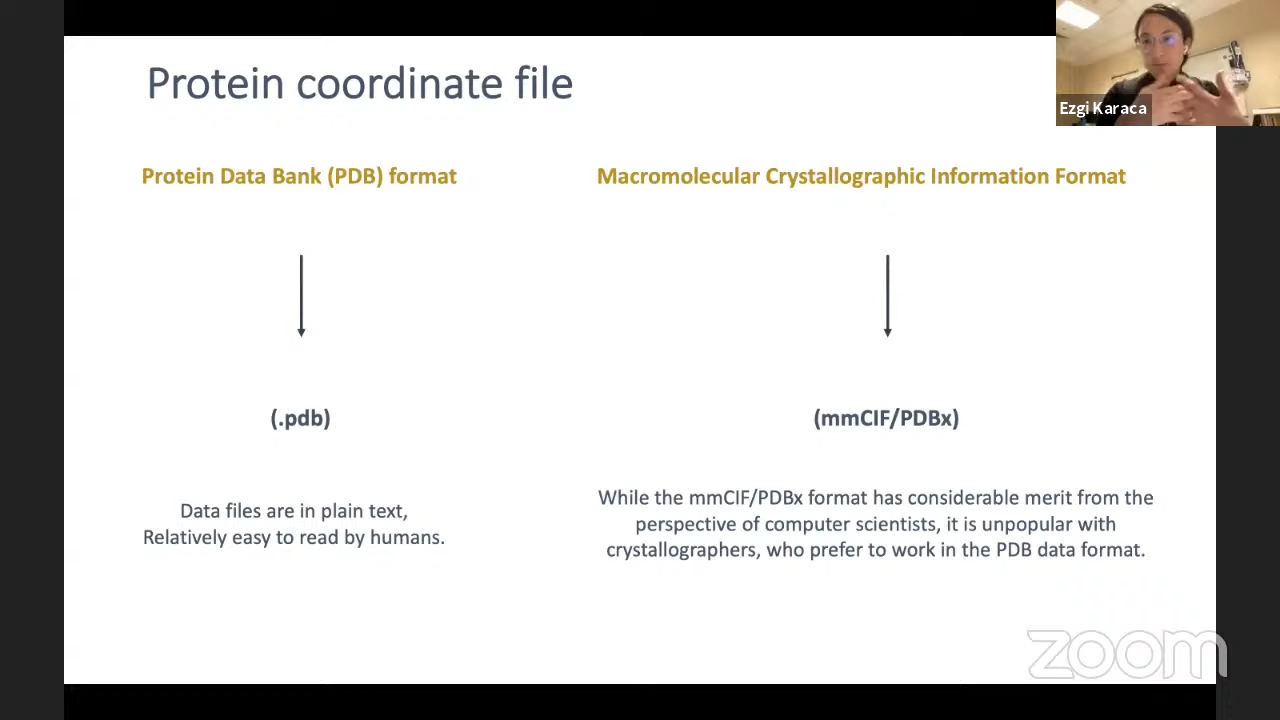 Protein coordinate file
Ezgi Karaca
Protein Data Bank (PDB) format
Macromolecular Crystallographic Information Format
(.pdb)
(mmCIF/PDBx)
Data files are in plain text,
Relatively easy to read by humans.
While the mmCIF/PDBx format has considerable merit from the
perspective of computer scientists, it is unpopular with
crystallographers, who prefer to work in the PDB data format.
zoom